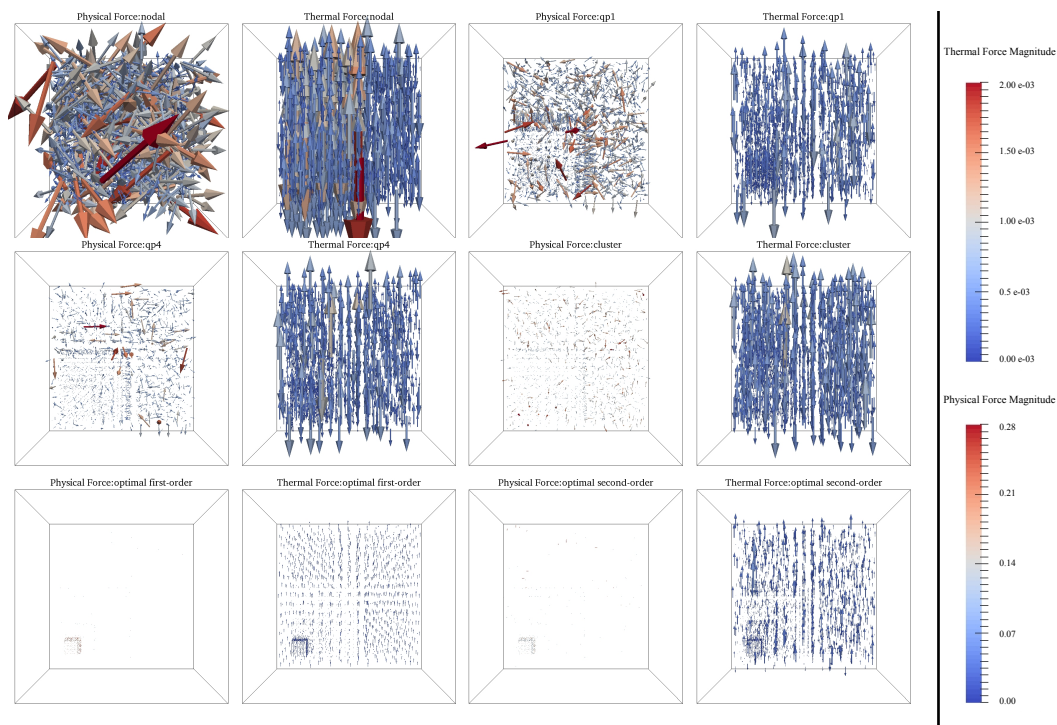 Physical Force:nodal
Thermal Force:nodal
Physical Force:qp1
Thermal Force:qp1
Physical Force:qp4
Thermal Force:qp4
Physical Force:cluster
Thermal Force:cluster
Physical Force:optimal first-order
Thermal Force:optimal first-order
Physical Force:optimal second-order
Thermal Force:optimal second-order
Thermal Force Magnitude
2.00 e-03
1.50 e-03
1.00 e-03
0.5 e-03
0.00 e-03
Physical Force Magnitude
0.28
0.21
0.14
0.07
0.00